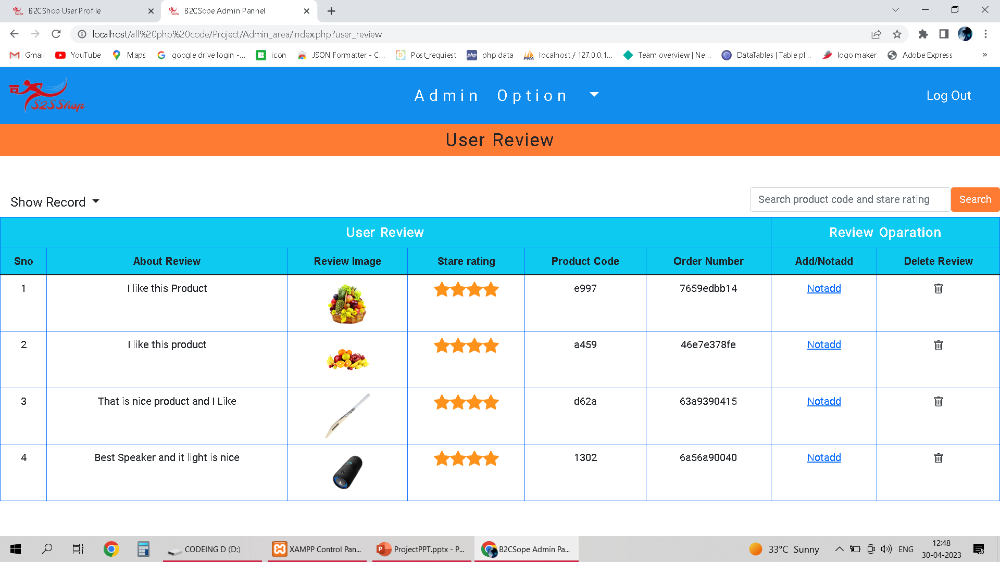 B2CShop User Profile
B2CSope Admin Pannel
localhost/all%20php%20code/Project/Admin_area/index.php?user_review
Gmail YouTube Maps google drive login -... icon JSON Formatter - C... Post_requiest php data localhost / 127.0.0.1... Team overview | Ne... DataTables | Table pl... logo maker Adobe Express »
S2SShop
Admin Option
Log Out
User Review
Show Record
Search product code and stare rating
Search
User Review Review Oparation
Sno About Review Review Image Stare rating Product Code Order Number Add/Notadd Delete Review
1 I like this Product e997 7659edbb14 Notadd
2 I like this product a459 46e7e378fe Notadd
3 That is nice product and I Like d62a 63a9390415 Notadd
4 Best Speaker and it light is nice 1302 6a56a90040 Notadd
CODEING D (D:) XAMPP Control Pan... ProjectPPT.pptx - P... B2CSope Admin Pa... 33°C Sunny ENG
12:48
30-04-2023